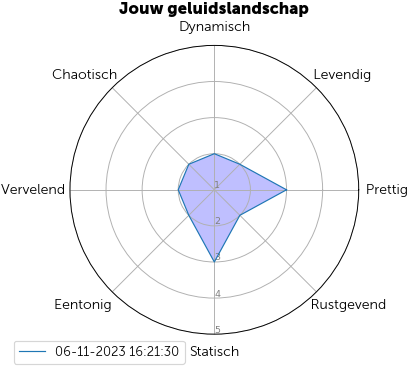 Jouw geluidslandschap
Dynamisch
Chaotisch
Levendig
Vervelend
1
Prettig
2
3
4
Eentonig
Rustgevend
5
06-11-2023 16:21:30
Statisch